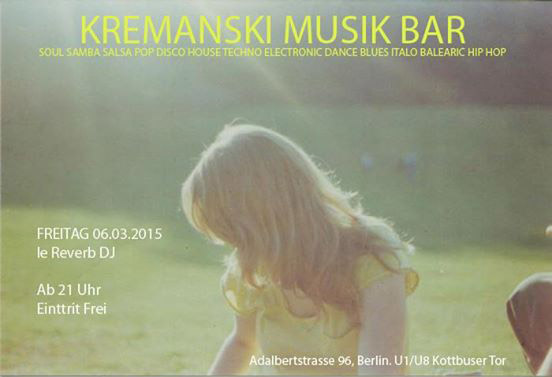 KREMANSKI MUSIK BAR
SOUL SAMBA SALSA POP DISCO HOUSE TECHNO ELECTRONIC DANCE BLUES ITALO BALEARIC HIP HOP
FREITAG 06.03.2015
le Reverb DJ
Ab 21 Uhr
Einttrit Frei
Adalbertstrasse 96, Berlin. U1/U8 Kottbuser Tor